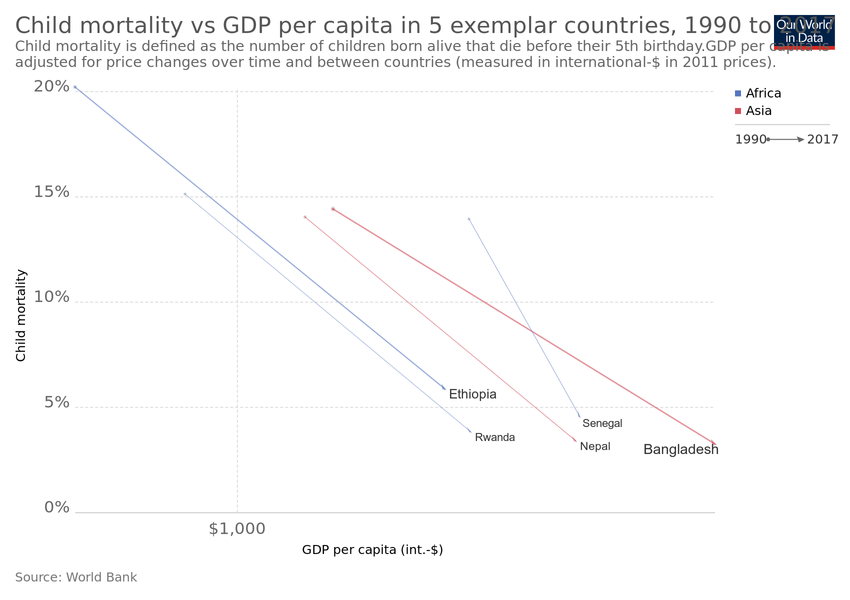 Child mortality vs GDP per capita in 5 exemplar countries, 1990 to 2017
Our World
in Data
Child mortality is defined as the number of children born alive that die before their 5th birthday.GDP per capita is
adjusted for price changes over time and between countries (measured in international-$ in 2011 prices).
20%
15%
10%
5%
0%
Child mortality
Africa
Asia
1990 2017
Ethiopia
Rwanda
Senegal
Nepal
Bangladesh
$1,000
GDP per capita (int.-$)
Source: World Bank